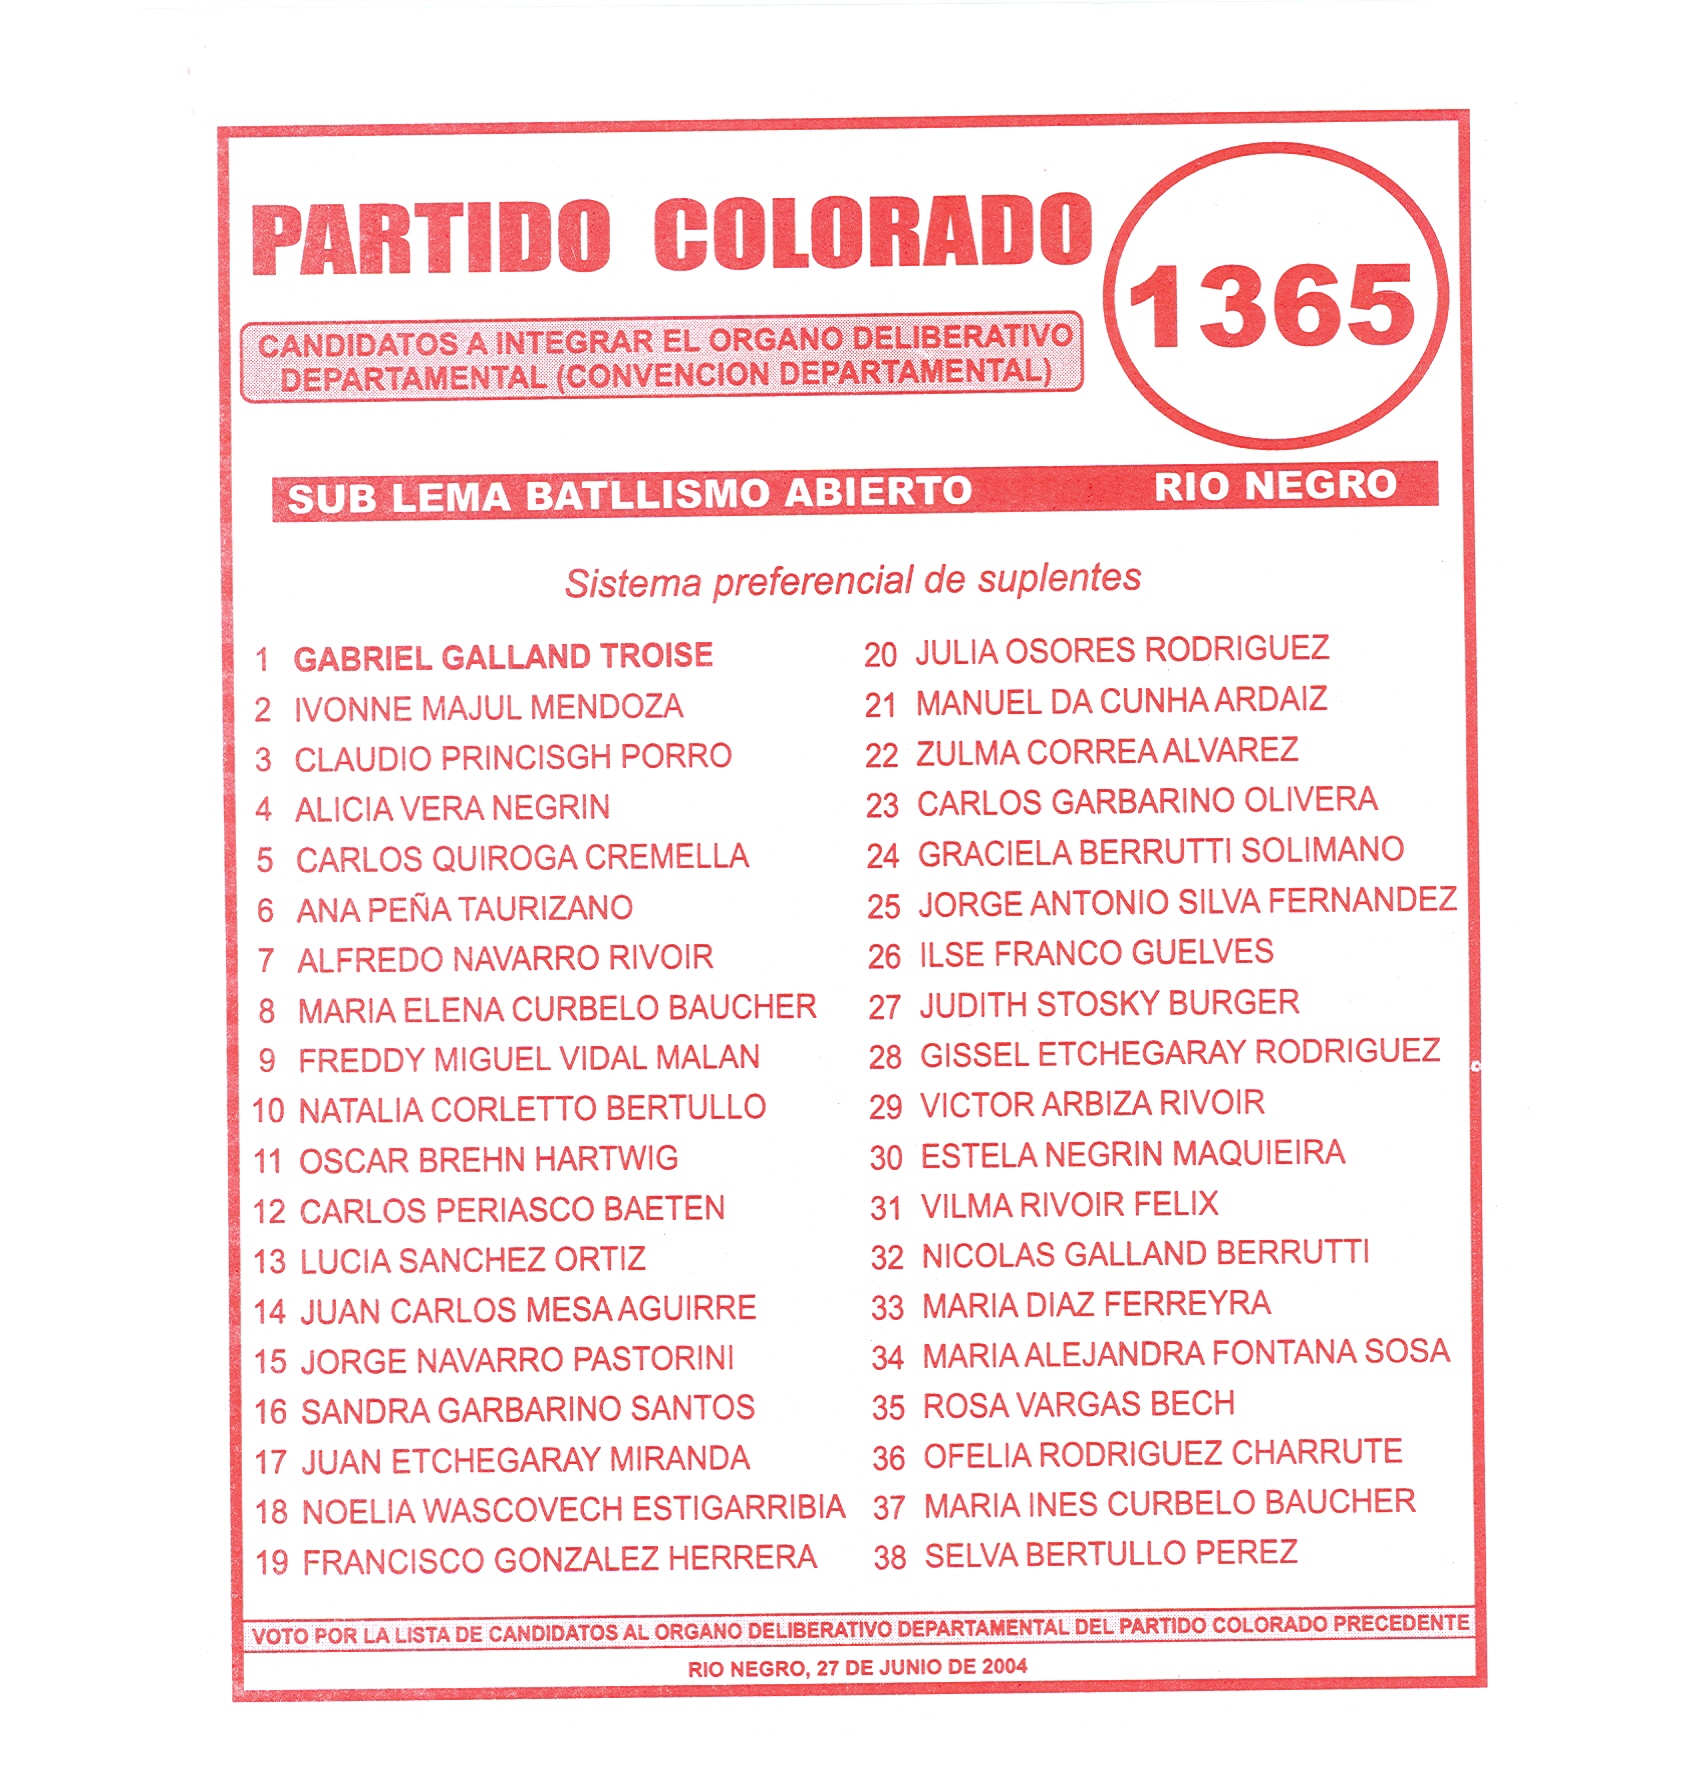 PARTIDO COLORADO
1365
CANDIDATOS A INTEGRAR EL ORGANO DELIBERATIVO
DEPARTAMENTAL (CONVENCION DEPARTAMENTAL)
SUB LEMA BATLLISMO ABIERTO RIO NEGRO
Sistema preferencial de suplentes
1 GABRIEL GALLAND TROISE
2 IVONNE MAJUL MENDOZA
3 CLAUDIO PRINCISGH PORRO
4 ALICIA VERA NEGRIN
5 CARLOS QUIROGA CREMELLA
6 ANA PEÑA TAURIZANO
7 ALFREDO NAVARRO RIVOIR
8 MARIA ELENA CURBELO BAUCHER
9 FREDDY MIGUEL VIDAL MALAN
10 NATALIA CORLETTO BERTULLO
11 OSCAR BREHN HARTWIG
12 CARLOS PERIASCO BAETEN
13 LUCIA SANCHEZ ORTIZ
14 JUAN CARLOS MESA AGUIRRE
15 JORGE NAVARRO PASTORINI
16 SANDRA GARBARINO SANTOS
17 JUAN ETCHEGARAY MIRANDA
18 NOELIA WASCOVECH ESTIGARRIBIA
19 FRANCISCO GONZALEZ HERRERA
20 JULIA OSORES RODRIGUEZ
21 MANUEL DA CUNHA ARDAIZ
22 ZULMA CORREA ALVAREZ
23 CARLOS GARBARINO OLIVERA
24 GRACIELA BERRUTTI SOLIMANO
25 JORGE ANTONIO SILVA FERNANDEZ
26 ILSE FRANCO GUELVES
27 JUDITH STOSKY BURGER
28 GISSEL ETCHEGARAY RODRIGUEZ
29 VICTOR ARBIZA RIVOIR
30 ESTELA NEGRIN MAQUIEIRA
31 VILMA RIVOIR FELIX
32 NICOLAS GALLAND BERRUTTI
33 MARIA DIAZ FERREYRA
34 MARIA ALEJANDRA FONTANA SOSA
35 ROSA VARGAS BECH
36 OFELIA RODRIGUEZ CHARRUTE
37 MARIA INES CURBELO BAUCHER
38 SELVA BERTULLO PEREZ
VOTO POR LA LISTA DE CANDIDATOS AL ORGANO DELIBERATIVO DEPARTAMENTAL DEL PARTIDO COLORADO PRECEDENTE
RIO NEGRO, 27 DE JUNIO DE 2004